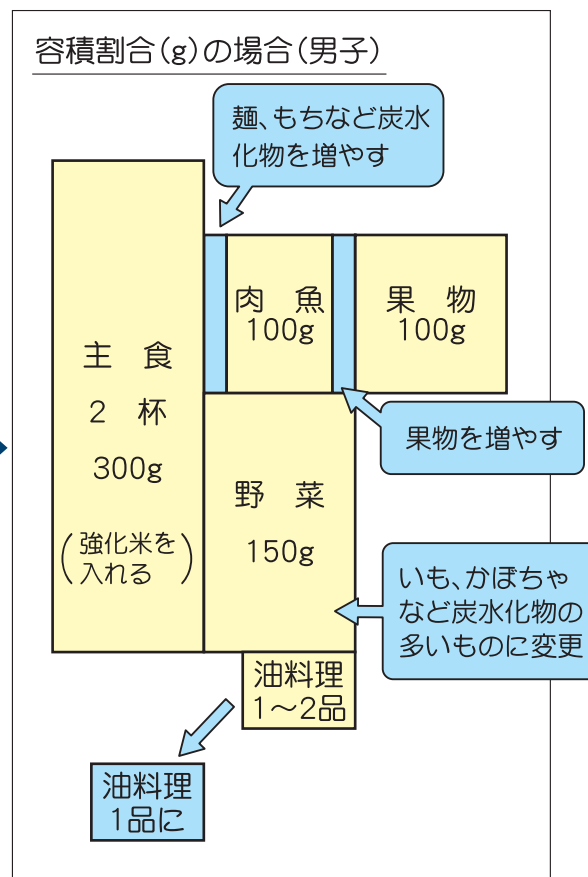 容積割合(g)の場合(男子)
麺、もちなど炭水
化物を増やす
肉　魚
100g
果　物
100g
主　食
2　杯
300g
(強化米を
入れる)
果物を増やす
野　菜
150g
いも、かぼちゃ
など炭水化物の
多いものに変更
油料理
1〜2品
油料理
1品に